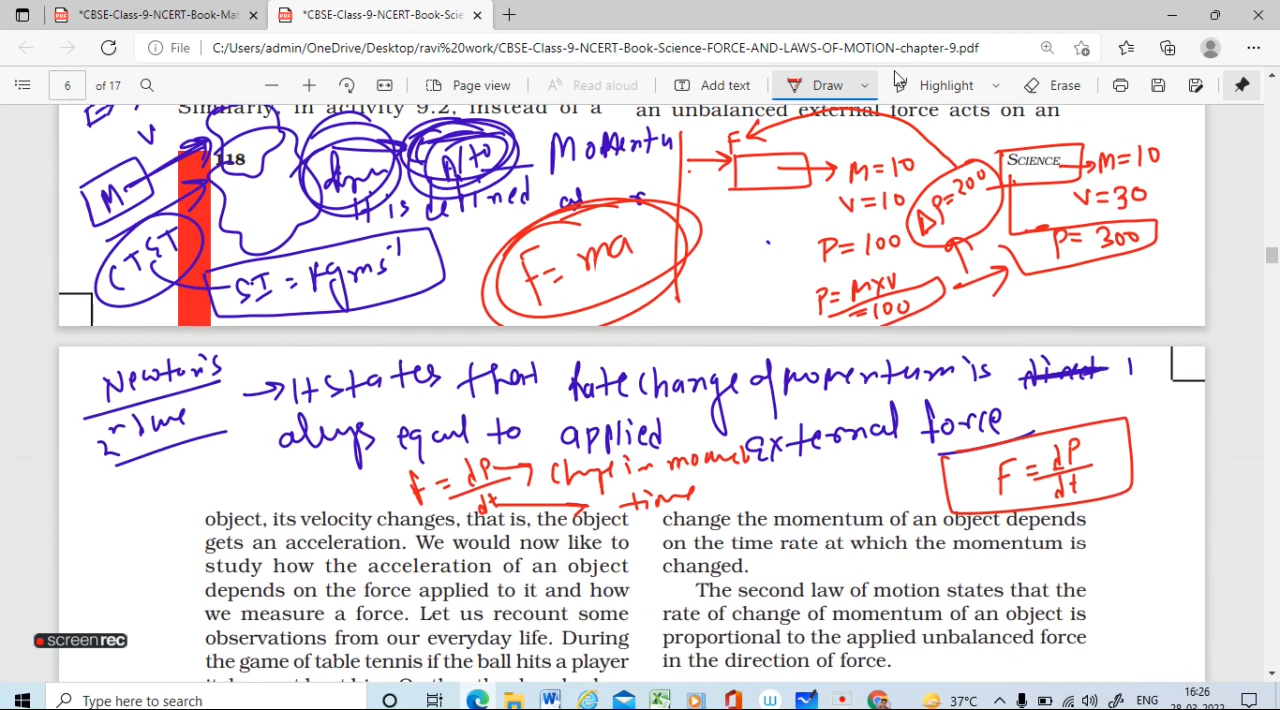 *CBSE-Class-9-NCERT-Book-Mat
*CBSE-Class-9-NCERT-Book-Scie
File
C:/Users/admin/OneDrive/Desktop/ravi%20work/CBSE-Class-9-NCERT-Book-Science-FORCE-AND-LAWS-OF-MOTION-chapter-9.pdf
6 of 17
Page view
Read aloud
Add text
Draw
Highlight
Erase
Similarly, in activity 9.2, instead of a
an unbalanced external force acts on an
V
M
118
Alto
Momentu
It is defined as
SI = kgms⁻¹
F = ma
F
M=10
V=10
P=100
P=MXV
=100
ΔP=200
SCIENCE
M=10
V=30
P=300
Newton's
2nd law
→ It states that rate change of momentum is
always equal to applied external force
F = dP/dt → change in moment
time
F = dP/dt
object, its velocity changes, that is, the object
gets an acceleration. We would now like to
study how the acceleration of an object
depends on the force applied to it and how
we measure a force. Let us recount some
observations from our everyday life. During
the game of table tennis if the ball hits a player
change the momentum of an object depends
on the time rate at which the momentum is
changed.
The second law of motion states that the
rate of change of momentum of an object is
proportional to the applied unbalanced force
in the direction of force.
screenrec
Type here to search
37°C
ENG
16:26
28-03-2022